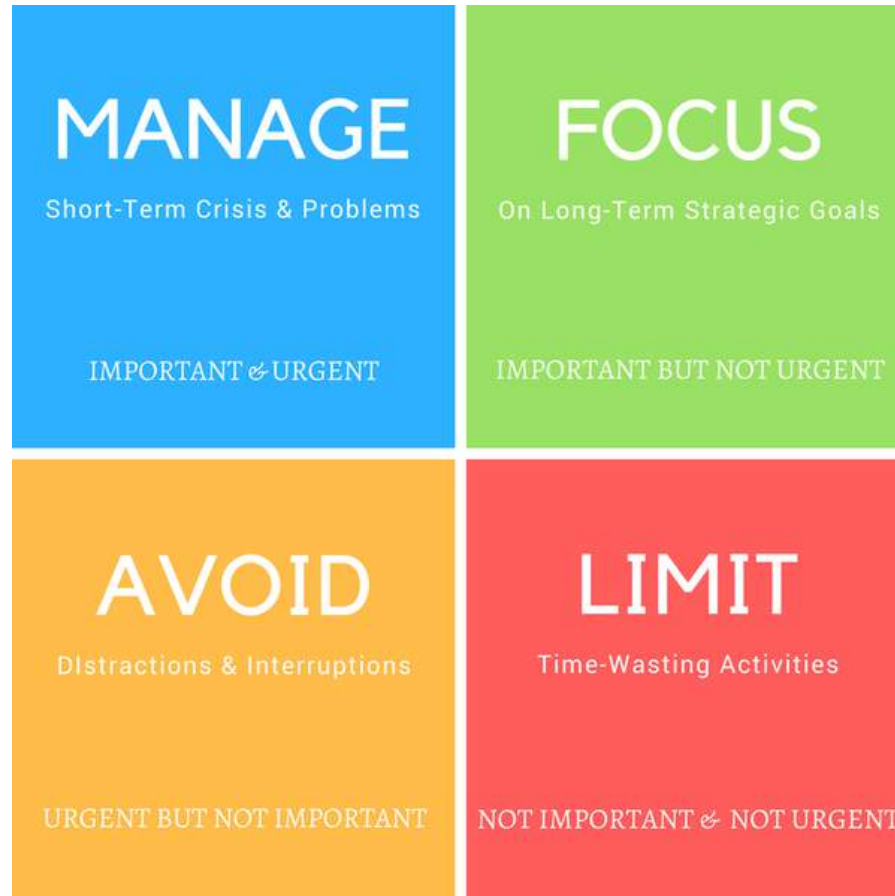 MANAGE
Short-Term Crisis & Problems
IMPORTANT & URGENT
FOCUS
On Long-Term Strategic Goals
IMPORTANT BUT NOT URGENT
AVOID
DIstractions & Interruptions
URGENT BUT NOT IMPORTANT
LIMIT
Time-Wasting Activities
NOT IMPORTANT & NOT URGENT